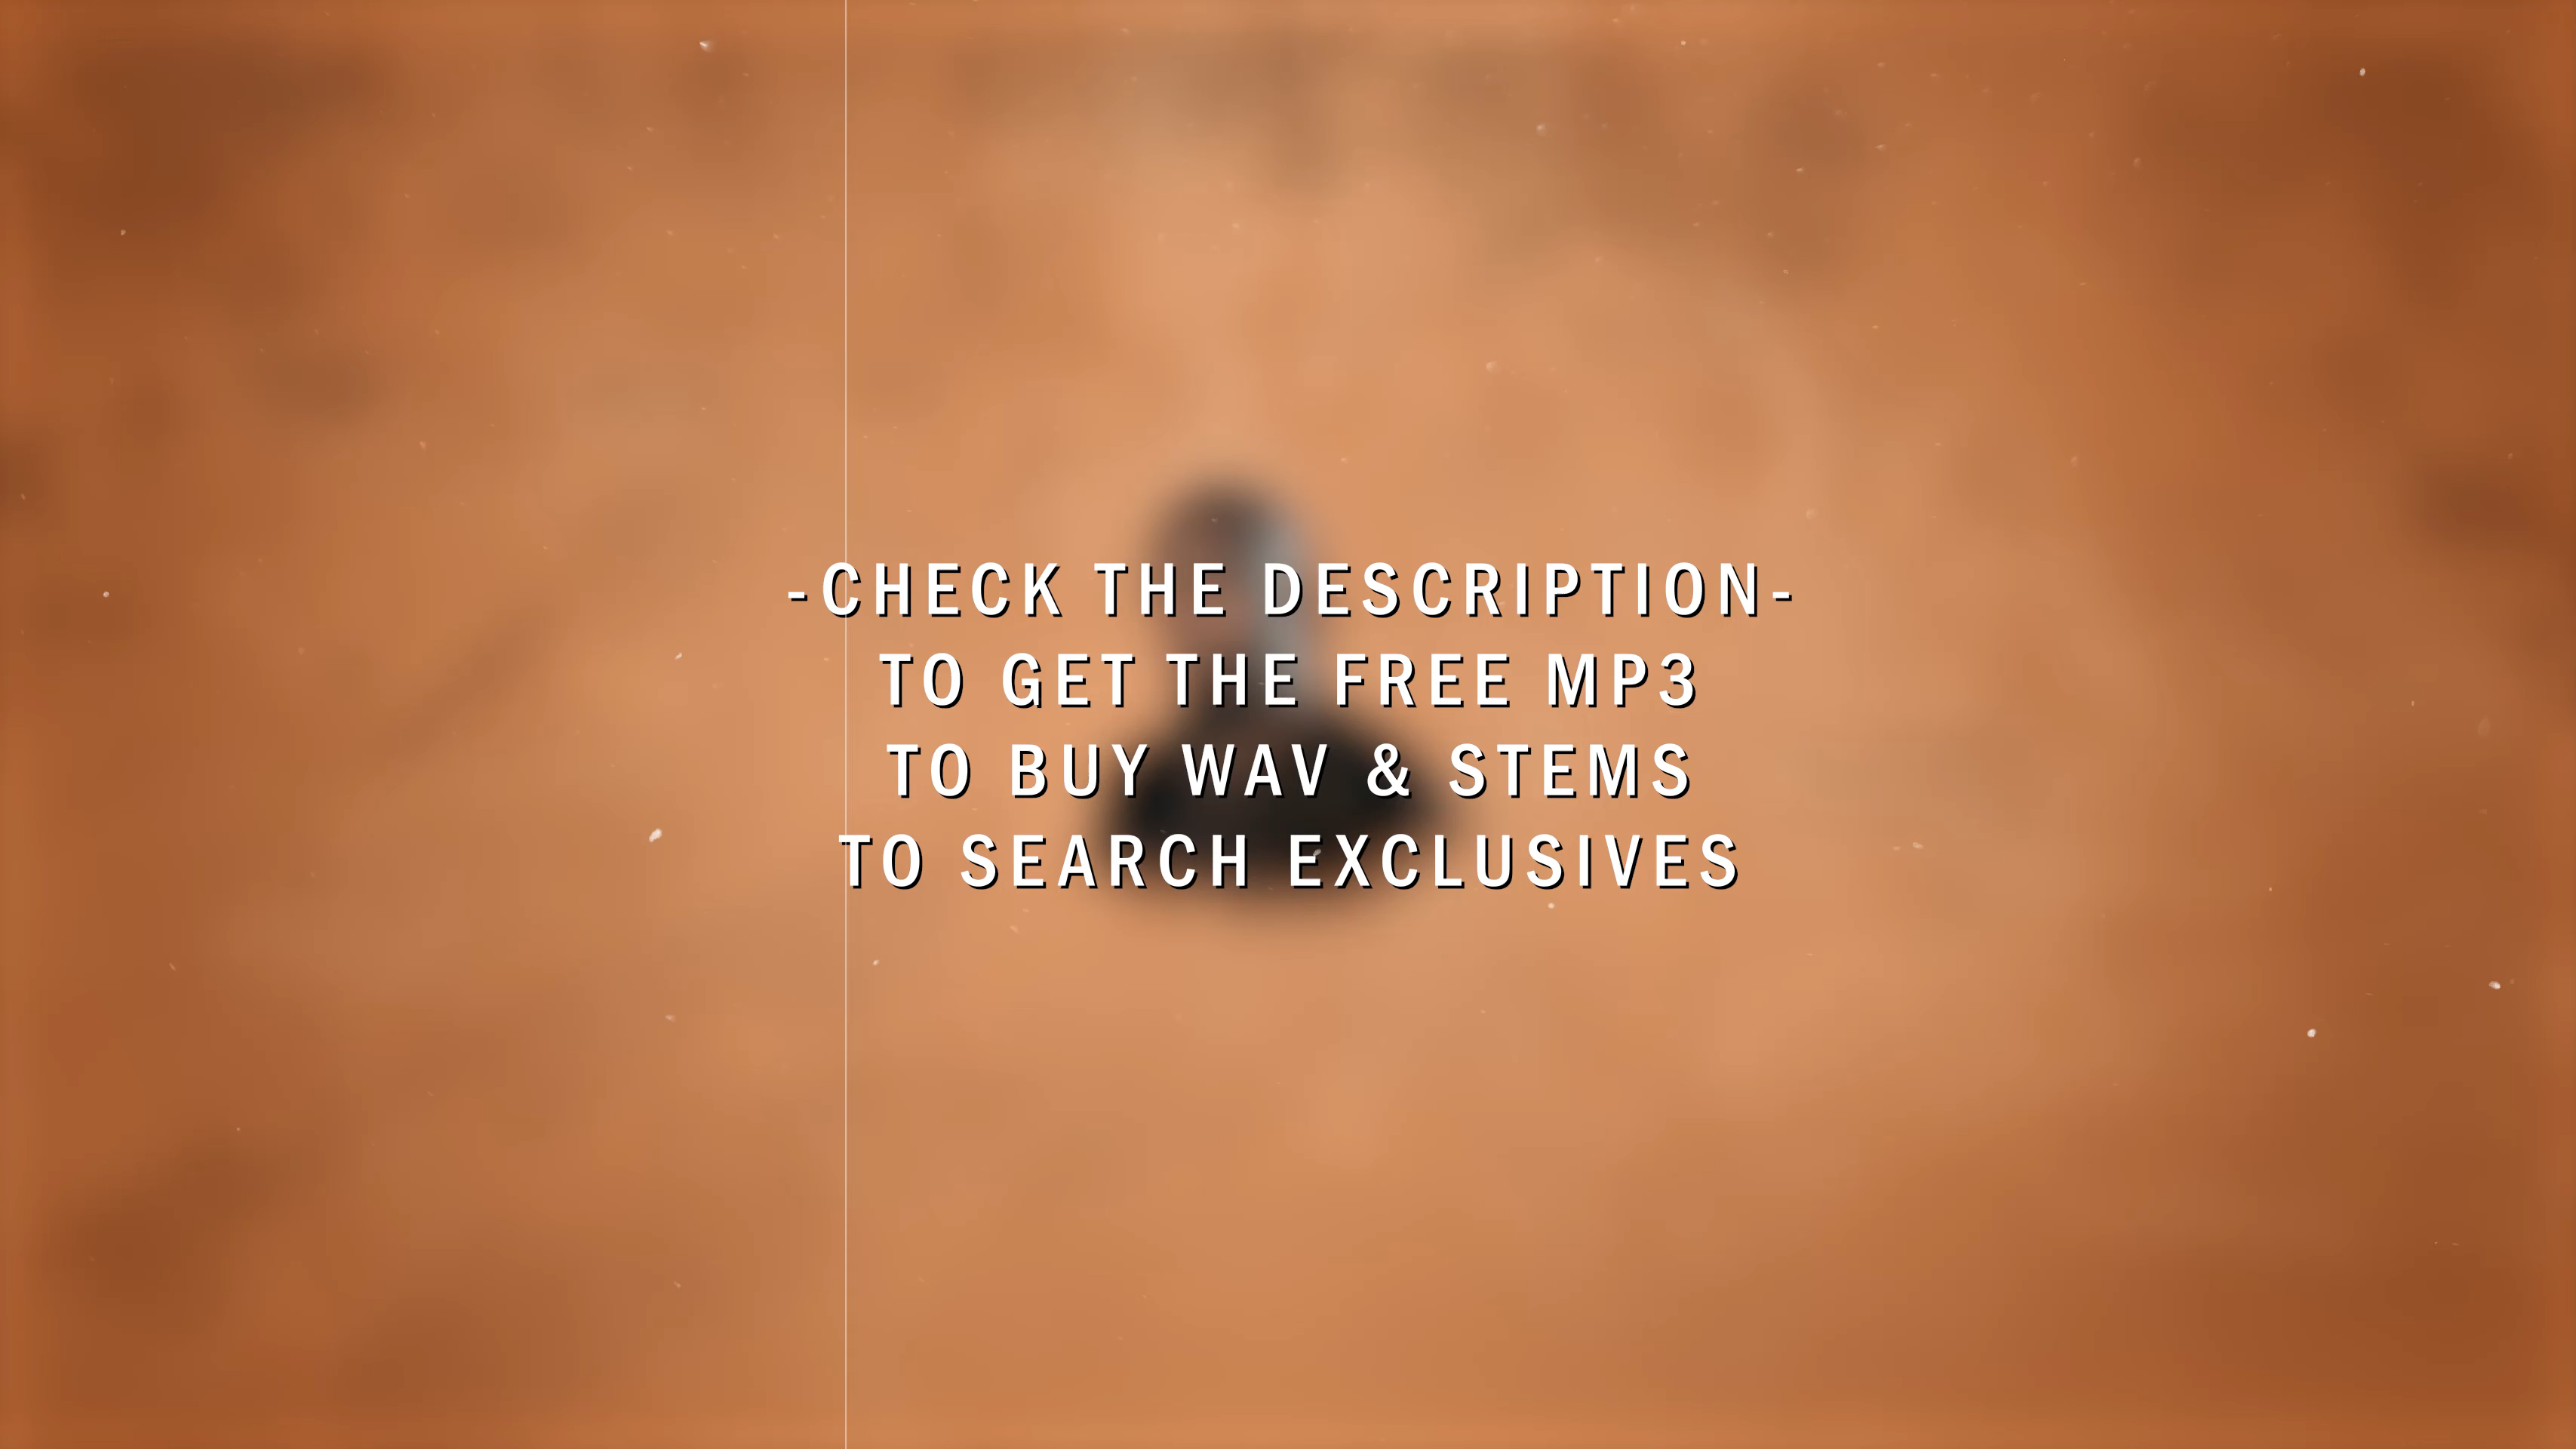 -CHECK THE DESCRIPTION-
TO GET THE FREE MP3
TO BUY WAV & STEMS
TO SEARCH EXCLUSIVES